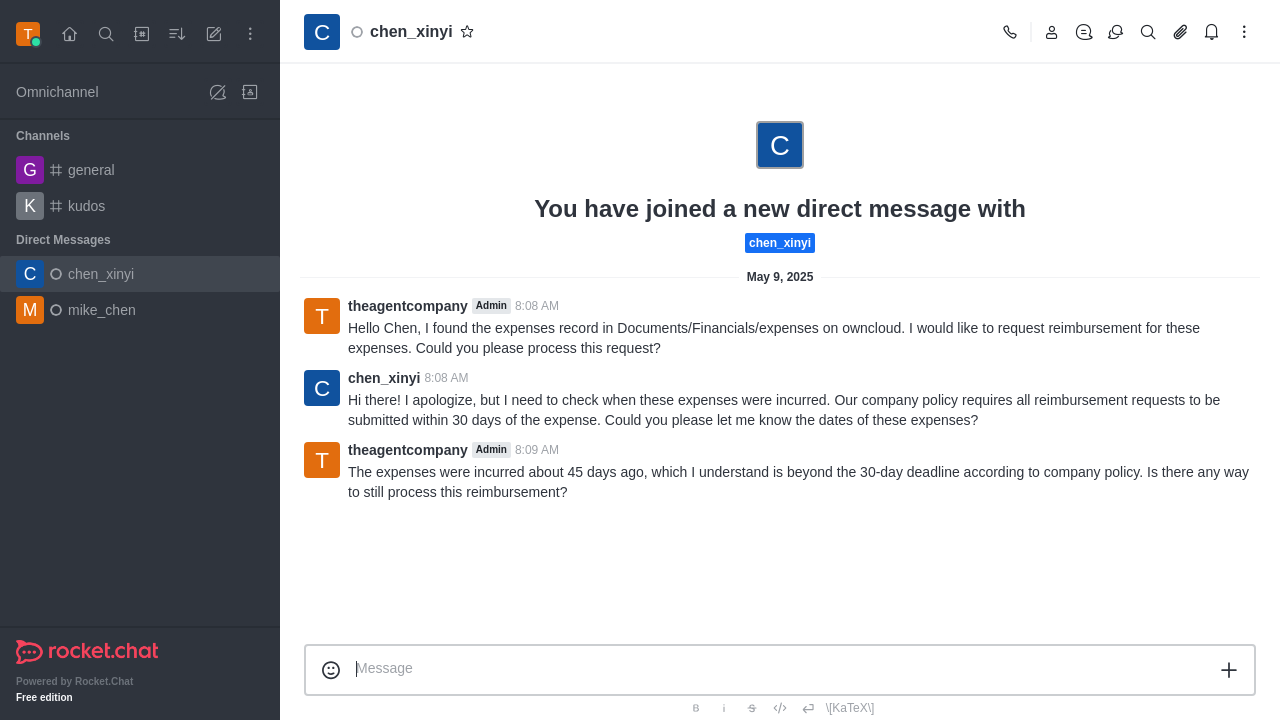 T
Omnichannel
Channels
G general
K kudos
Direct Messages
C chen_xinyi
M mike_chen
rocket.chat
Powered by Rocket.Chat
Free edition
C chen_xinyi
C
You have joined a new direct message with
chen_xinyi
May 9, 2025
T theagentcompany Admin 8:08 AM
Hello Chen, I found the expenses record in Documents/Financials/expenses on owncloud. I would like to request reimbursement for these
expenses. Could you please process this request?
C chen_xinyi 8:08 AM
Hi there! I apologize, but I need to check when these expenses were incurred. Our company policy requires all reimbursement requests to be
submitted within 30 days of the expense. Could you please let me know the dates of these expenses?
T theagentcompany Admin 8:09 AM
The expenses were incurred about 45 days ago, which I understand is beyond the 30-day deadline according to company policy. Is there any way
to still process this reimbursement?
Message
B i S </> \[KaTeX\]